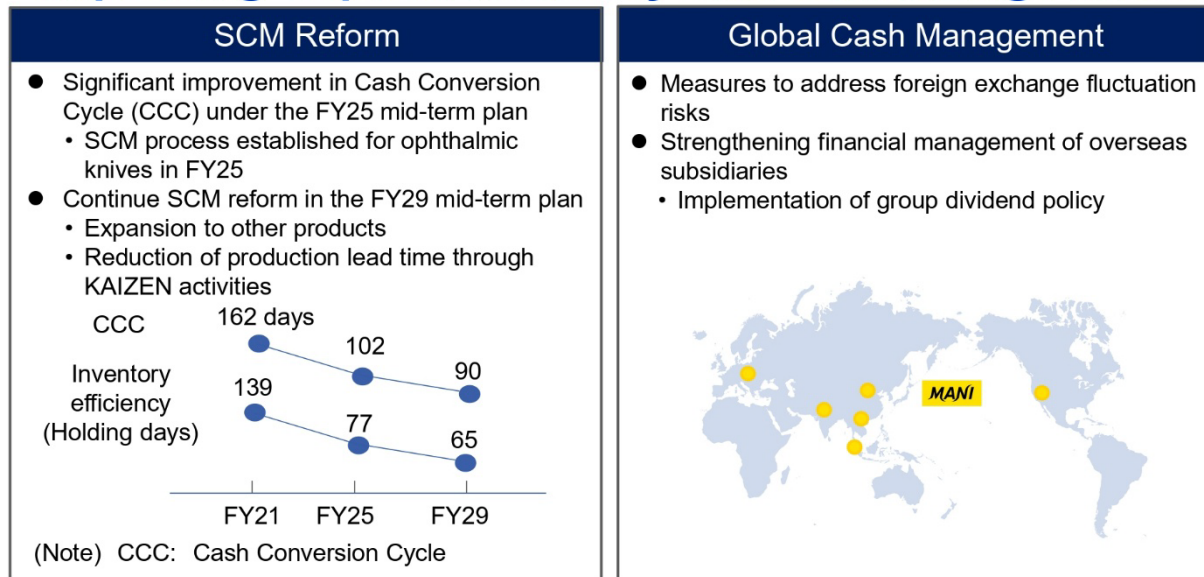 SCM Reform
● Significant improvement in Cash Conversion
Cycle (CCC) under the FY25 mid-term plan
・SCM process established for ophthalmic
knives in FY25
● Continue SCM reform in the FY29 mid-term plan
・Expansion to other products
・Reduction of production lead time through
KAIZEN activities
CCC
162 days
102
90
Inventory
efficiency
(Holding days)
139
77
65
FY21 FY25 FY29
(Note) CCC: Cash Conversion Cycle
Global Cash Management
● Measures to address foreign exchange fluctuation
risks
● Strengthening financial management of overseas
subsidiaries
・Implementation of group dividend policy
MANI